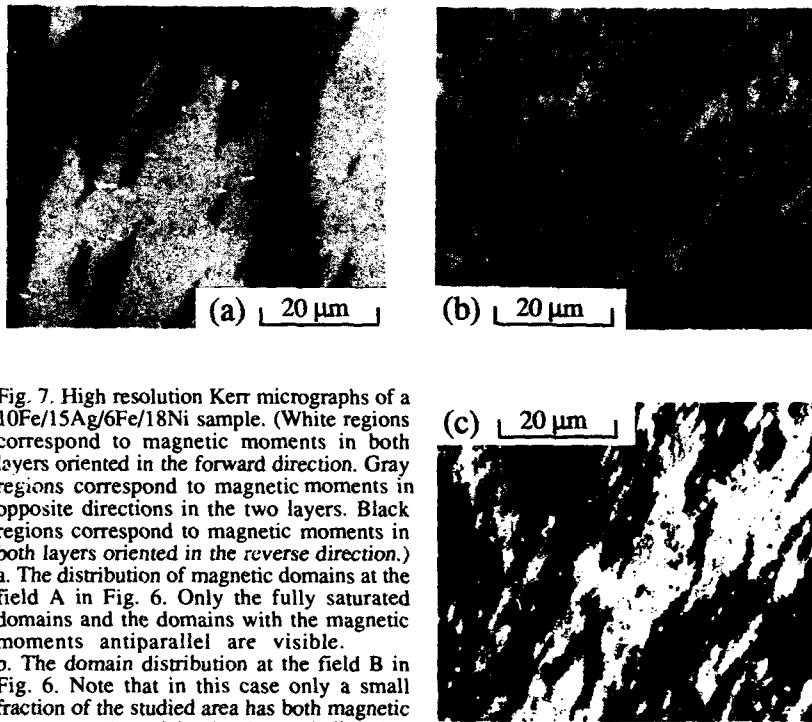 (a) 20 µm
(b) 20 µm
(c) 20 µm
Fig. 7. High resolution Kerr micrographs of a
10Fe/15Ag/6Fe/18Ni sample. (White regions
correspond to magnetic moments in both
layers oriented in the forward direction. Gray
regions correspond to magnetic moments in
opposite directions in the two layers. Black
regions correspond to magnetic moments in
both layers oriented in the reverse direction.)
a. The distribution of magnetic domains at the
field A in Fig. 6. Only the fully saturated
domains and the domains with the magnetic
moments antiparallel are visible.
b. The domain distribution at the field B in
Fig. 6. Note that in this case only a small
fraction of the studied area has both magnetic